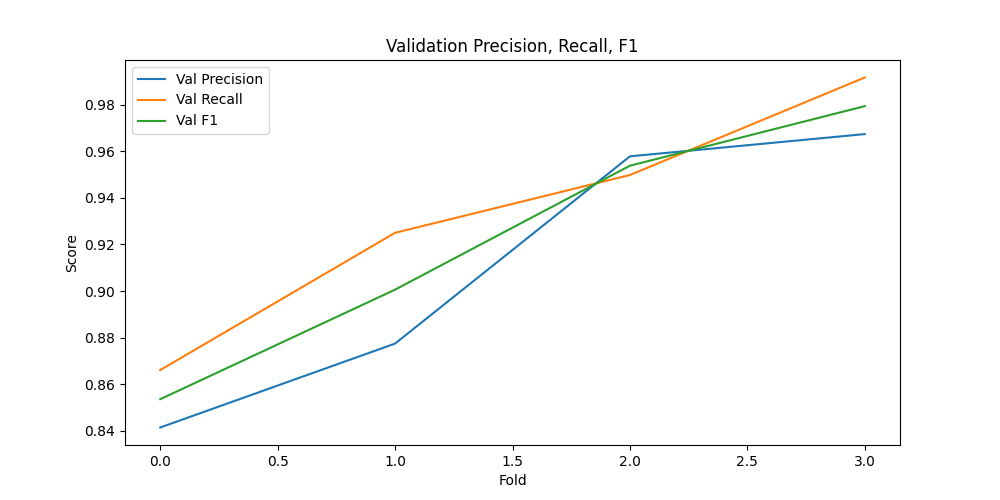 Validation Precision, Recall, F1
Val Precision
Val Recall
Val F1
0.98
0.96
0.94
0.92
0.90
0.88
0.86
0.84
Score
0.0 0.5 1.0 1.5 2.0 2.5 3.0
Fold